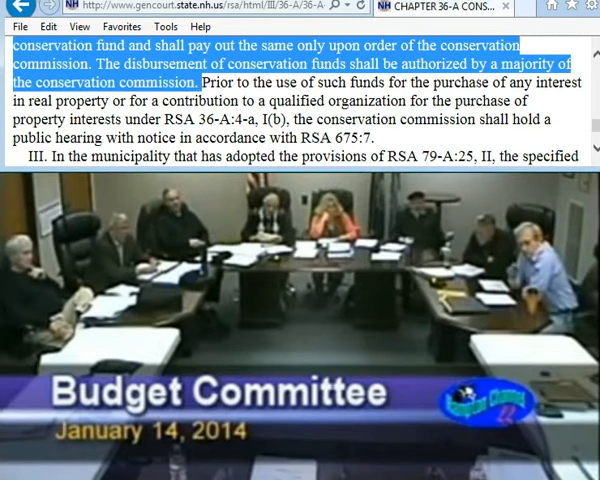 http://www.gencourt.state.nh.us/rsa/html/III/36-A/36-A
NH CHAPTER 36-A CONS...
File Edit View Favorites Tools Help
conservation fund and shall pay out the same only upon order of the conservation
commission. The disbursement of conservation funds shall be authorized by a majority of
the conservation commission. Prior to the use of such funds for the purchase of any interest
in real property or for a contribution to a qualified organization for the purchase of
property interests under RSA 36-A:4-a, I(b), the conservation commission shall hold a
public hearing with notice in accordance with RSA 675:7.
III. In the municipality that has adopted the provisions of RSA 79-A:25, II, the specified
Budget Committee
January 14, 2014
Channel
22